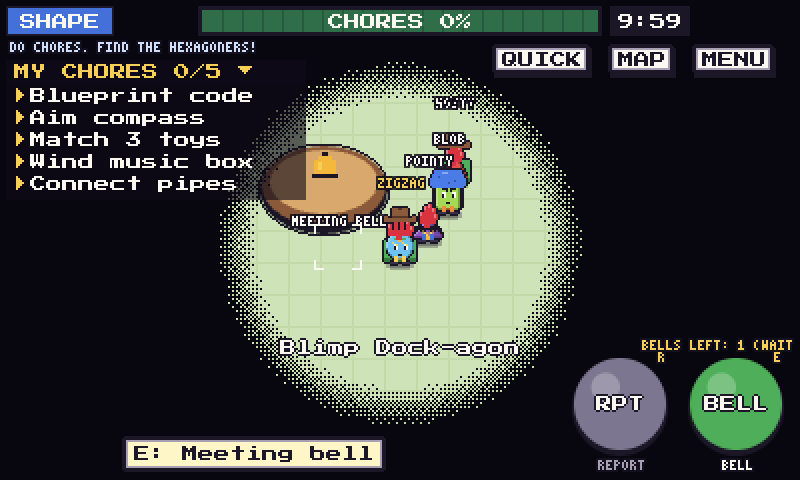 SHAPE
CHORES 0%
9:59
DO CHORES. FIND THE HEXAGONERS!
QUICK
MAP
MENU
MY CHORES 0/5
Blueprint code
Aim compass
Match 3 toys
Wind music box
Connect pipes
BLOB
POINTY
ZIGZAG
MEETING BELL
Blimp Dock-agon
BELLS LEFT: 1 (WAIT
R
E
RPT
BELL
REPORT
BELL
E: Meeting bell